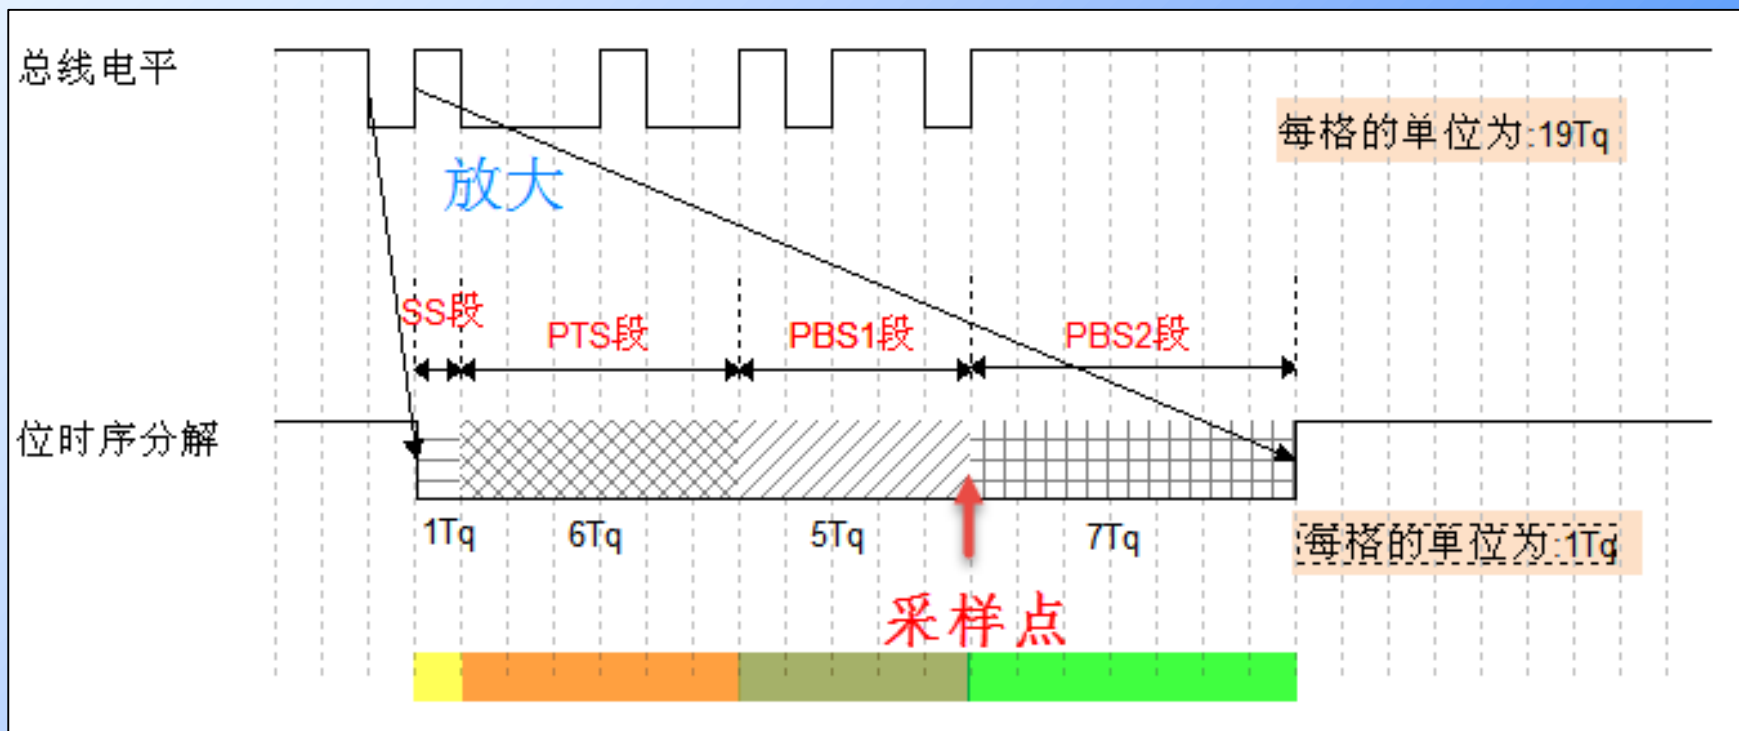 总线电平
每格的单位为:19Tq
放大
SS段
PTS段
PBS1段
PBS2段
位时序分解
1Tq
6Tq
5Tq
7Tq
每格的单位为:1Tq
采样点